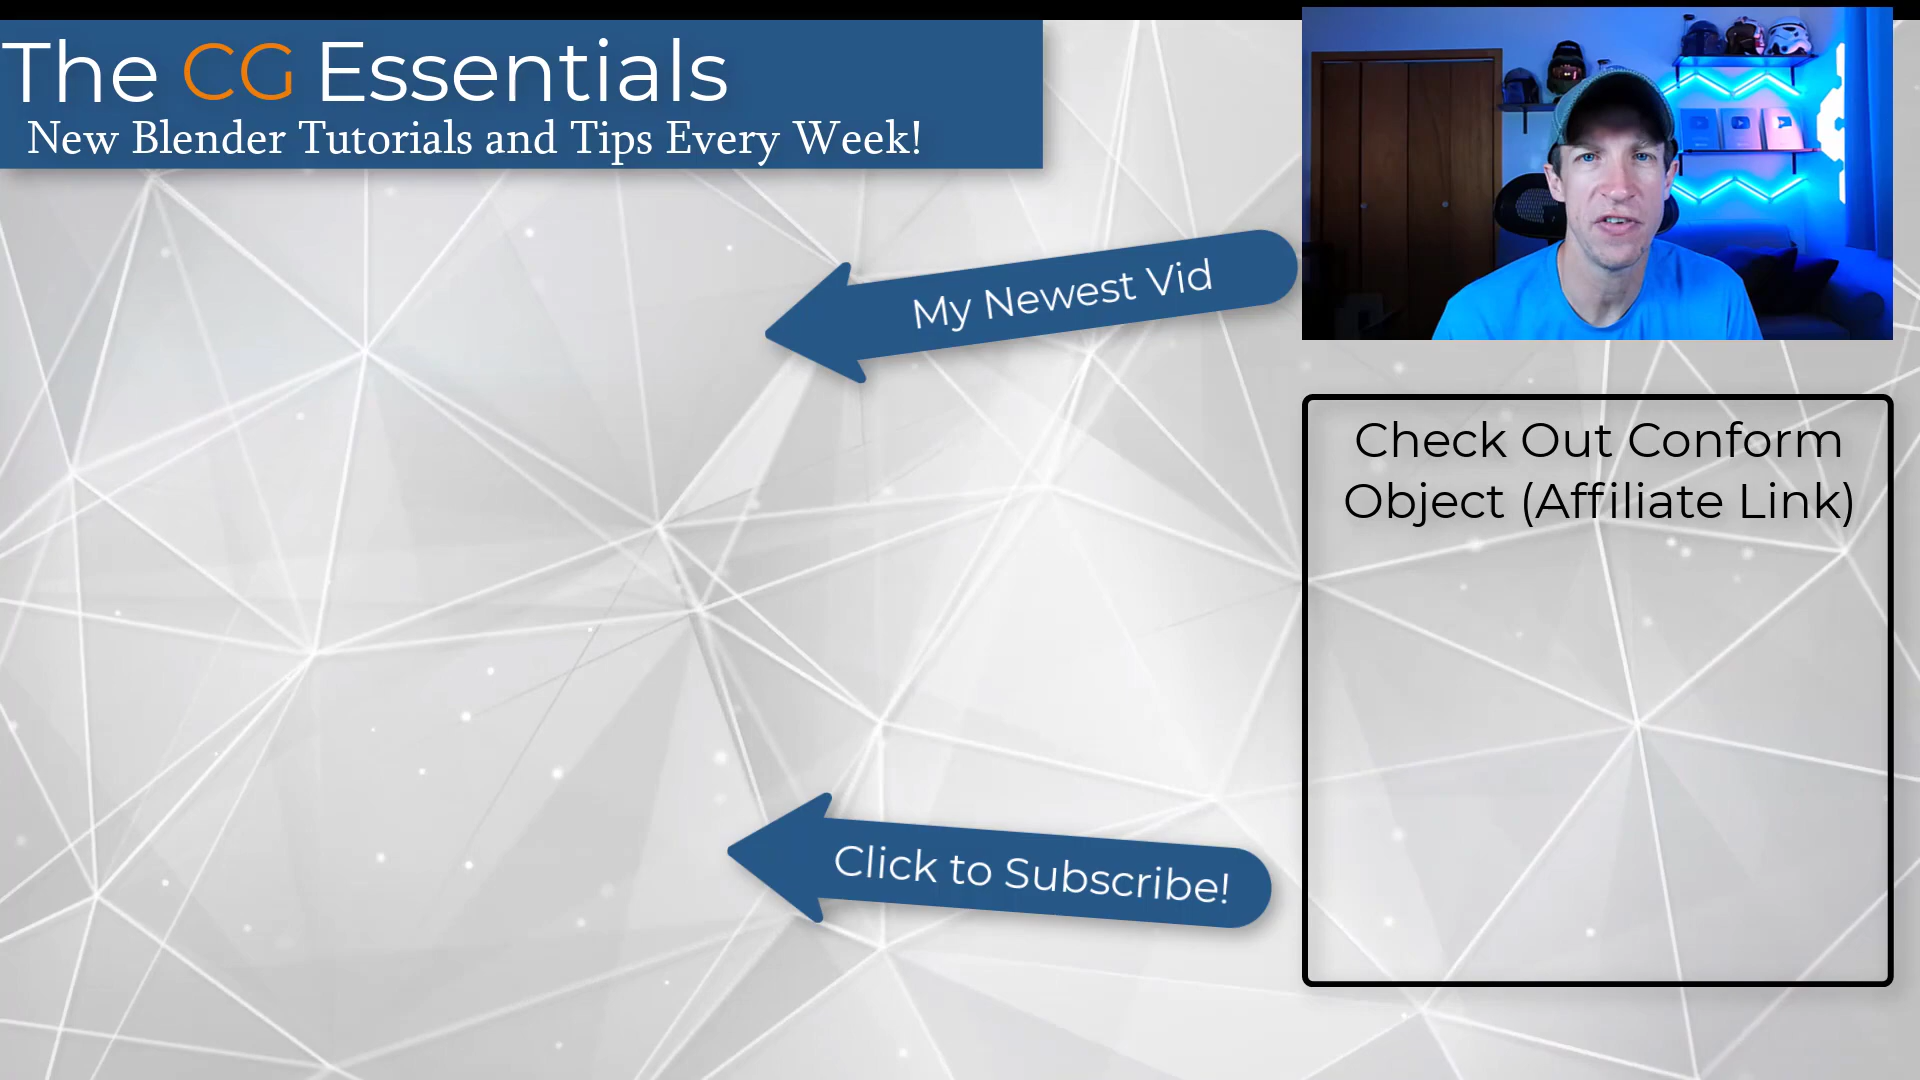 The CG Essentials
New Blender Tutorials and Tips Every Week!
My Newest Vid
Check Out Conform
Object (Affiliate Link)
Click to Subscribe!